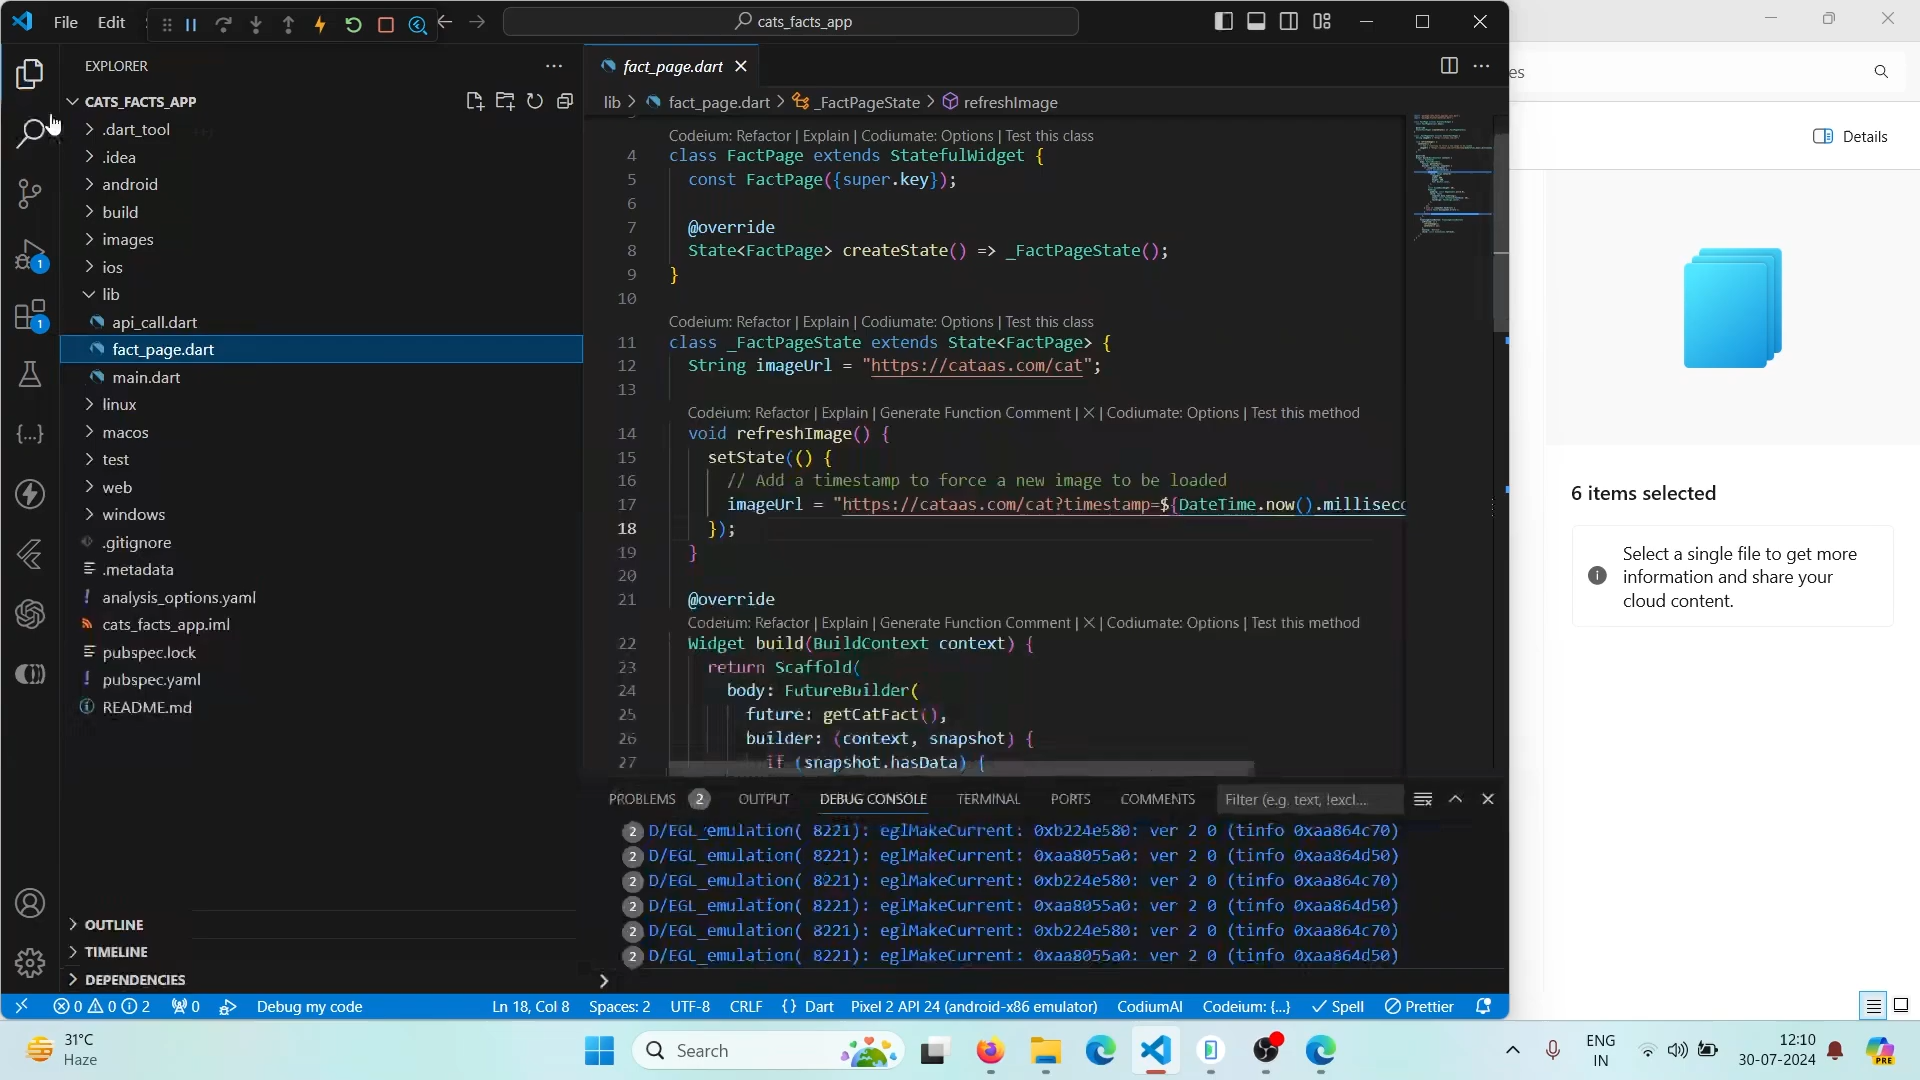 File Edit
cats_facts_app
EXPLORER
fact_page.dart
CATS_FACTS_APP
lib > fact_page.dart > _FactPageState > refreshImage
.dart_tool
.idea
android
build
images
ios
lib
api_call.dart
fact_page.dart
main.dart
linux
macos
test
web
windows
.gitignore
.metadata
analysis_options.yaml
cats_facts_app.iml
pubspec.lock
pubspec.yaml
README.md
OUTLINE
TIMELINE
DEPENDENCIES
Codeium: Refactor | Explain | Codiumate: Options | Test this class
4 class FactPage extends StatefulWidget {
5 const FactPage({super.key});
6
7 @override
8 State<FactPage> createState() => _FactPageState();
9 }
10
Codeium: Refactor | Explain | Codiumate: Options | Test this class
11 class _FactPageState extends State<FactPage> {
12 String imageUrl = "https://cataas.com/cat";
13
Codeium: Refactor | Explain | Generate Function Comment | X | Codiumate: Options | Test this method
14 void refreshImage() {
15 setState(() {
16 // Add a timestamp to force a new image to be loaded
17 imageUrl = "https://cataas.com/cat?timestamp=${DateTime.now().millisecc
18 });
19 }
20
21 @override
Codeium: Refactor | Explain | Generate Function Comment | X | Codiumate: Options | Test this method
22 Widget build(BuildContext context) {
23 return Scaffold(
24 body: FutureBuilder(
25 future: getCatFact(),
26 builder: (context, snapshot) {
27 if (snapshot.hasData) {
PROBLEMS 2 OUTPUT DEBUG CONSOLE TERMINAL PORTS COMMENTS Filter (e.g. text, !excl...
2 D/EGL_emulation( 8221): eglMakeCurrent: 0xb224e580: ver 2 0 (tinfo 0xaa864c70)
2 D/EGL_emulation( 8221): eglMakeCurrent: 0xaa8055a0: ver 2 0 (tinfo 0xaa864d50)
2 D/EGL_emulation( 8221): eglMakeCurrent: 0xb224e580: ver 2 0 (tinfo 0xaa864c70)
2 D/EGL_emulation( 8221): eglMakeCurrent: 0xaa8055a0: ver 2 0 (tinfo 0xaa864d50)
2 D/EGL_emulation( 8221): eglMakeCurrent: 0xb224e580: ver 2 0 (tinfo 0xaa864c70)
2 D/EGL_emulation( 8221): eglMakeCurrent: 0xaa8055a0: ver 2 0 (tinfo 0xaa864d50)
0 0 2 0 Debug my code Ln 18, Col 8 Spaces: 2 UTF-8 CRLF {} Dart Pixel 2 API 24 (android-x86 emulator) CodiumAI Codeium: {...} Spell Prettier
es
Details
6 items selected
Select a single file to get more
information and share your
cloud content.
31°C
Haze
Search
ENG
IN
12:10
30-07-2024
PRE
1
1